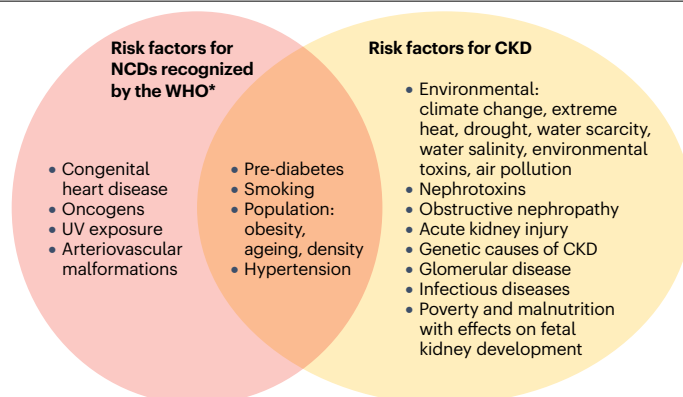 Risk factors for
NCDs recognized
by the WHO*
• Congenital
heart disease
• Oncogens
• UV exposure
• Arteriovascular
malformations
• Pre-diabetes
• Smoking
• Population:
obesity,
ageing, density
• Hypertension
Risk factors for CKD
• Environmental:
climate change, extreme
heat, drought, water scarcity,
water salinity, environmental
toxins, air pollution
• Nephrotoxins
• Obstructive nephropathy
• Acute kidney injury
• Genetic causes of CKD
• Glomerular disease
• Infectious diseases
• Poverty and malnutrition
with effects on fetal
kidney development